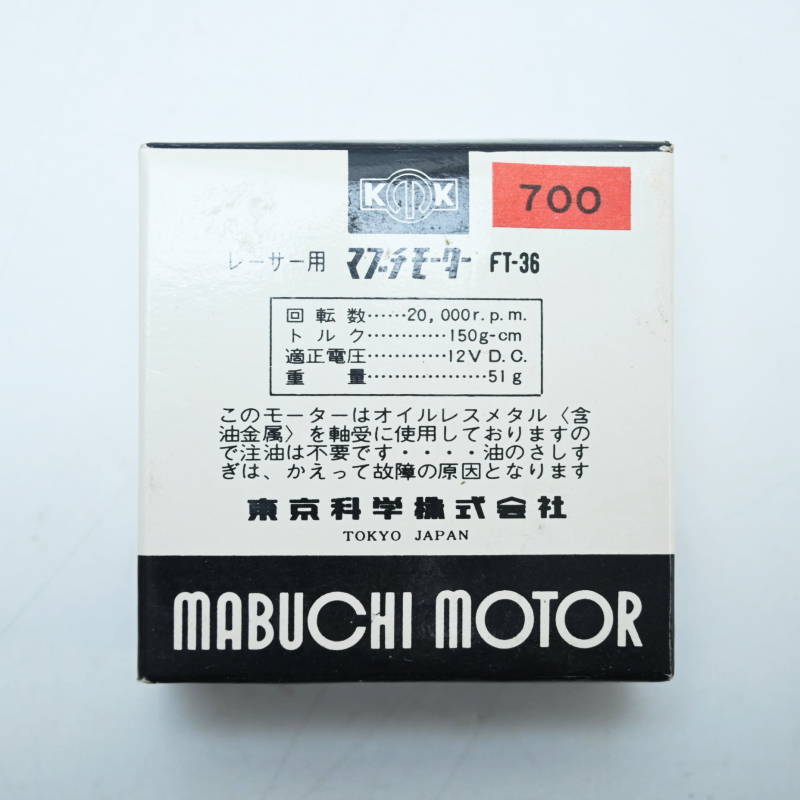 K K
700
レーサー用 マブーチモーター FT-36
回転数……20,000r.p.m.
トルク…………150g-cm
適正電圧…………12V D.C.
重量………………51g
このモーターはオイルレスメタル〈含
油金属〉を軸受に使用しておりますの
で注油は不要です・・・・油のさしす
ぎは、かえって故障の原因となります
東京科学株式会社
TOKYO JAPAN
MABUCHI MOTOR